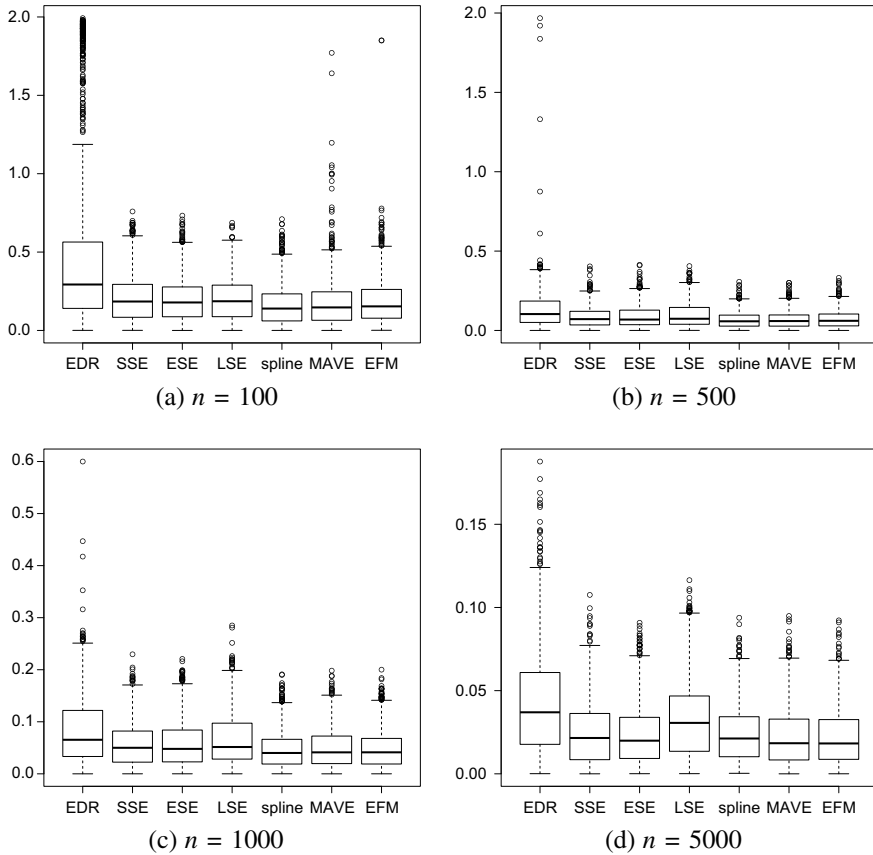 2.0
1.5
1.0
0.5
0.0
EDR SSE ESE LSE spline MAVE EFM
(a) n = 100
2.0
1.5
1.0
0.5
0.0
EDR SSE ESE LSE spline MAVE EFM
(b) n = 500
0.6
0.5
0.4
0.3
0.2
0.1
0.0
EDR SSE ESE LSE spline MAVE EFM
(c) n = 1000
0.15
0.10
0.05
0.00
EDR SSE ESE LSE spline MAVE EFM
(d) n = 5000